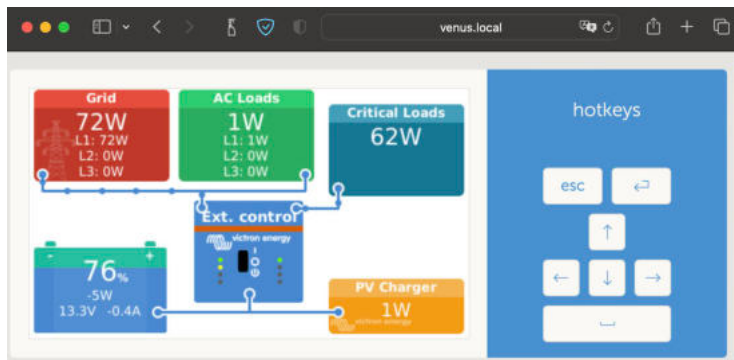 venus.local
Grid
72W
L1: 72W
L2: 0W
L3: 0W
AC Loads
1W
L1: 1W
L2: 0W
L3: 0W
Critical Loads
62W
Ext. control
victron energy
76%
-5W
13.3V -0.4A
PV Charger
1W
victron energy
hotkeys
esc